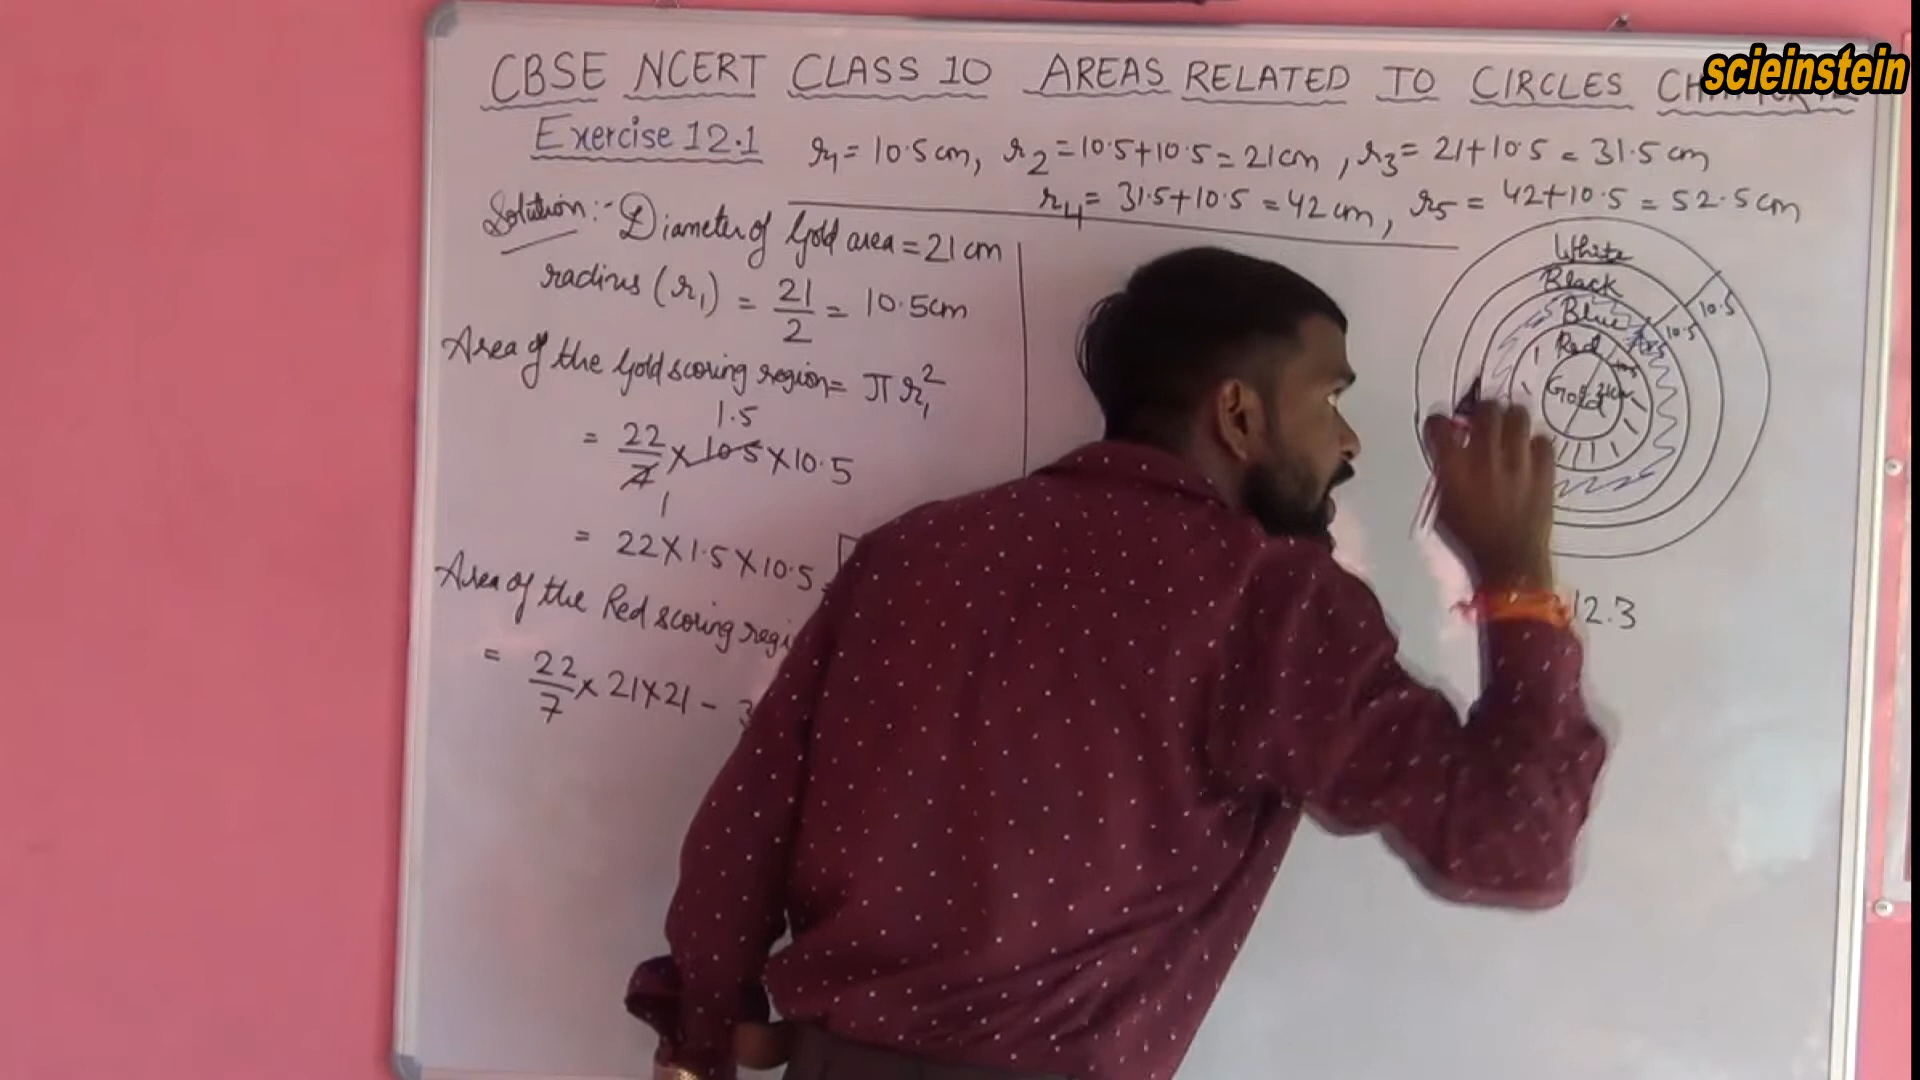 scieinstein
CBSE NCERT CLASS 10 AREAS RELATED TO CIRCLES
Exercise 12.1
r₁ = 10.5 cm, r₂ = 10.5+10.5 = 21 cm, r₃ = 21+10.5 = 31.5 cm
r₄ = 31.5+10.5 = 42 cm, r₅ = 42+10.5 = 52.5 cm
Solution:- Diameter of Gold area = 21 cm
radius (r₁) = 21/2 = 10.5cm
Area of the Gold scoring region = πr₁²
1.5
= 22/7 × 10.5 × 10.5
1
= 22×1.5×10.5
Area of the Red scoring
= 22/7 × 21×21 - 3
White
Black
Blue
Red
Gold
21cm
10.5
10.5
12.3